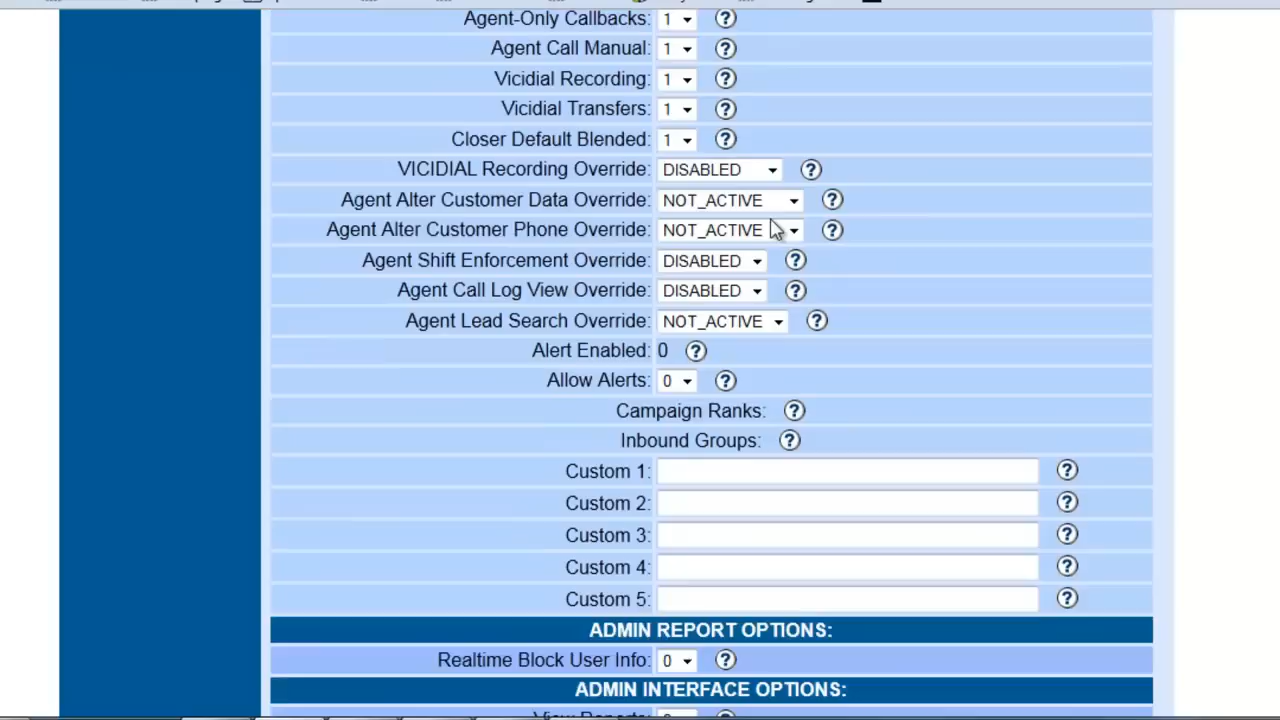 Agent-Only Callbacks: 1
Agent Call Manual: 1
Vicidial Recording: 1
Vicidial Transfers: 1
Closer Default Blended: 1
VICIDIAL Recording Override: DISABLED
Agent Alter Customer Data Override: NOT_ACTIVE
Agent Alter Customer Phone Override: NOT_ACTIVE
Agent Shift Enforcement Override: DISABLED
Agent Call Log View Override: DISABLED
Agent Lead Search Override: NOT_ACTIVE
Alert Enabled: 0
Allow Alerts: 0
Campaign Ranks:
Inbound Groups:
Custom 1:
Custom 2:
Custom 3:
Custom 4:
Custom 5:
ADMIN REPORT OPTIONS:
Realtime Block User Info: 0
ADMIN INTERFACE OPTIONS:
View Reports: